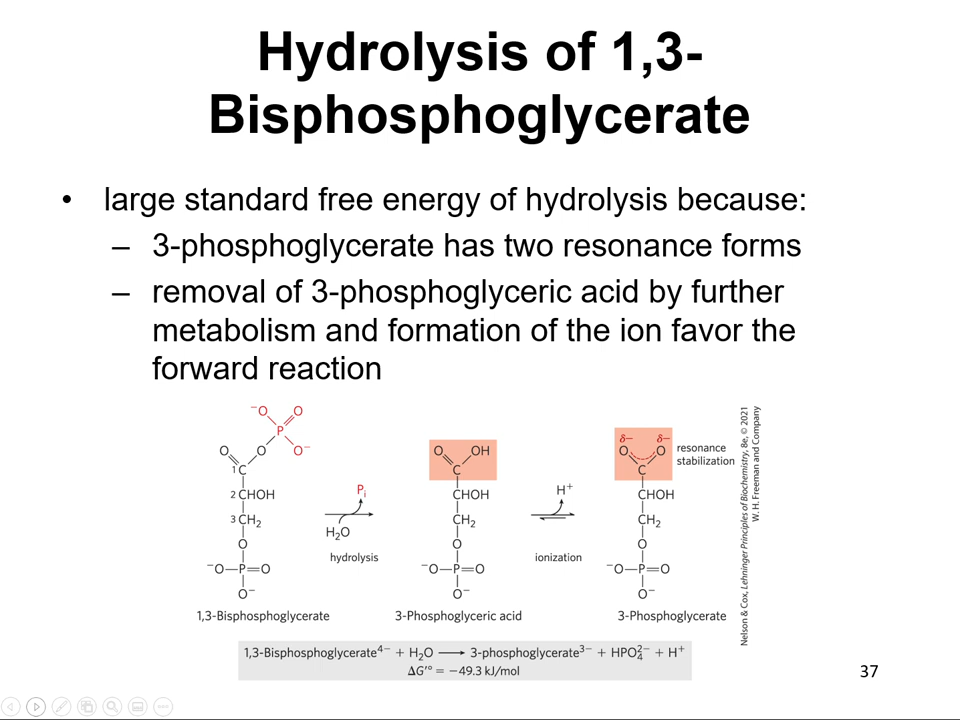 Hydrolysis of 1,3-
Bisphosphoglycerate
• large standard free energy of hydrolysis because:
– 3-phosphoglycerate has two resonance forms
– removal of 3-phosphoglyceric acid by further
metabolism and formation of the ion favor the
forward reaction
⁻O O
P
O O O⁻
1C
2 CHOH
3 CH₂
O
⁻O—P=O
O⁻
1,3-Bisphosphoglycerate
Pᵢ
H₂O
hydrolysis
O OH
C
CHOH
CH₂
O
⁻O—P=O
O⁻
3-Phosphoglyceric acid
H⁺
ionization
δ– δ–
O O
C
CHOH
CH₂
O
⁻O—P=O
O⁻
3-Phosphoglycerate
resonance
stabilization
1,3-Bisphosphoglycerate⁴⁻ + H₂O ⟶ 3-phosphoglycerate³⁻ + HPO₄²⁻ + H⁺
ΔG′° = −49.3 kJ/mol
Nelson & Cox, Lehninger Principles of Biochemistry, 8e, © 2021
W. H. Freeman and Company
37